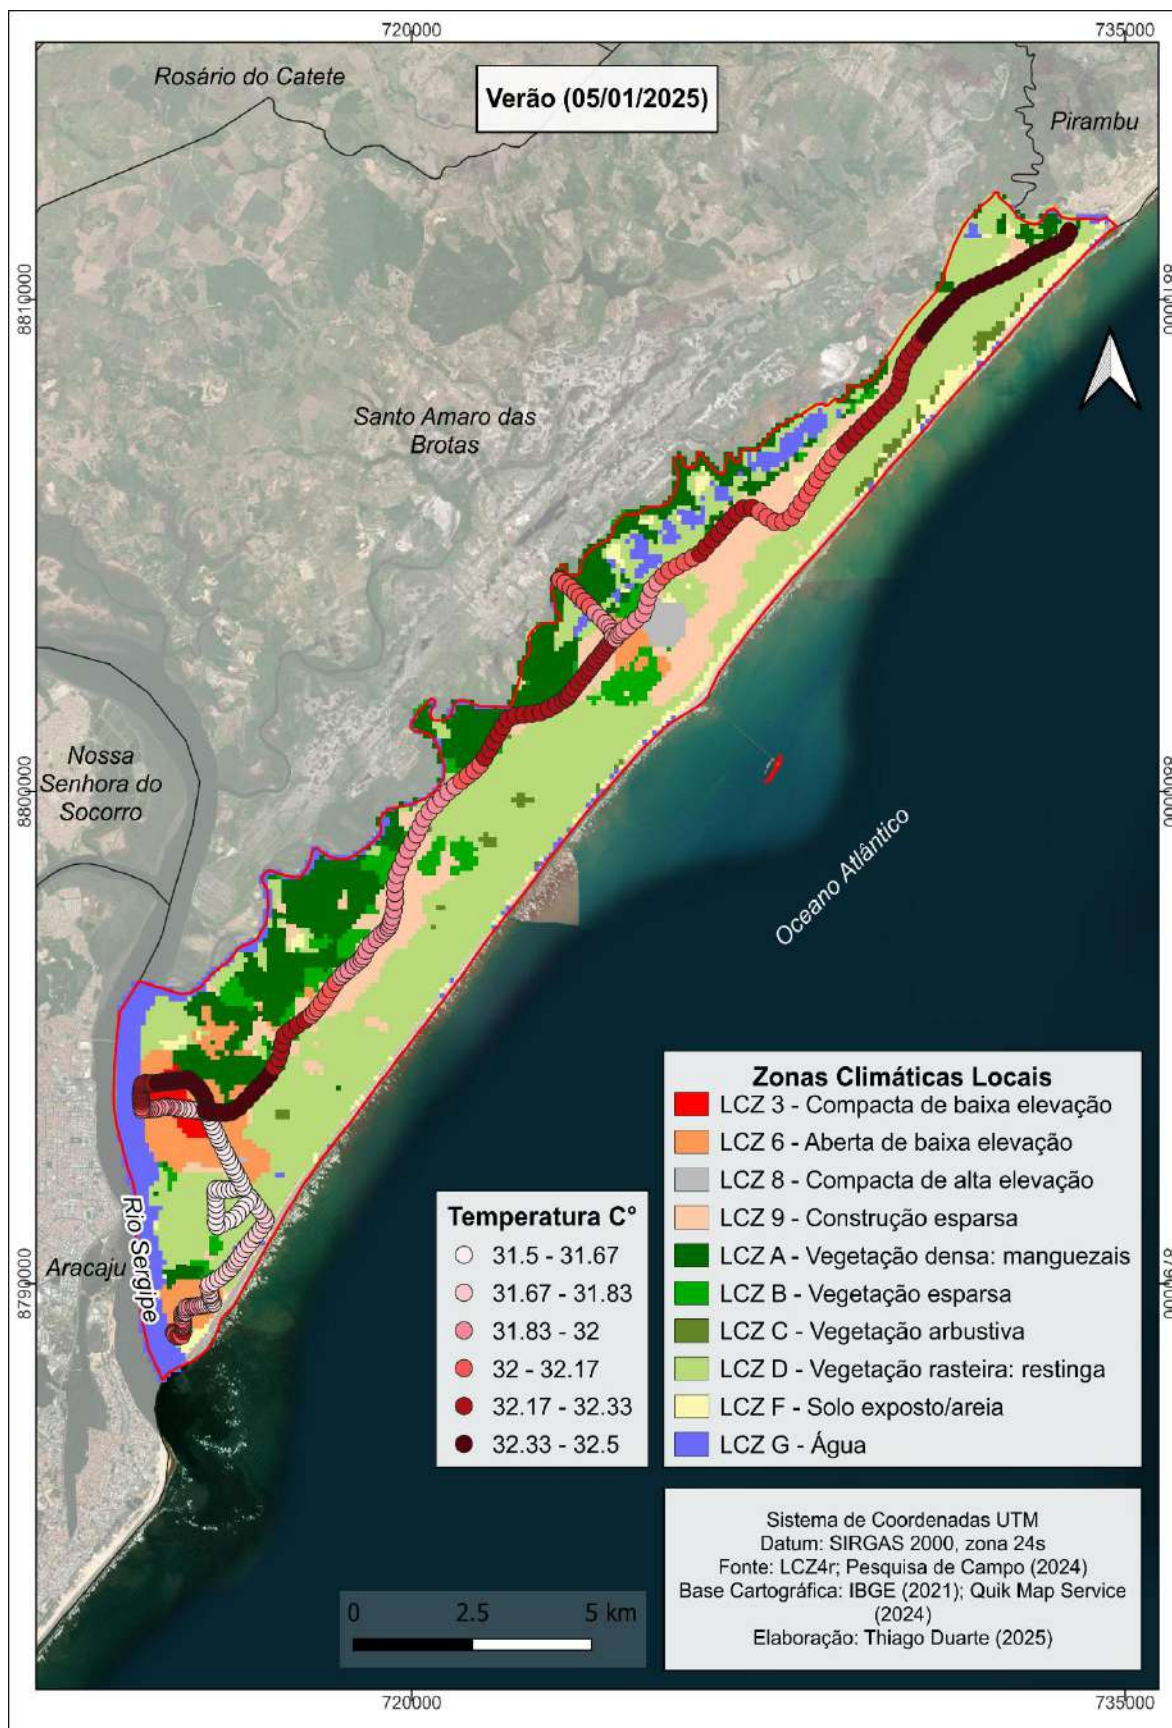 720000
735000
Rosário do Catete
Verão (05/01/2025)
Pirambu
8810000
8810000
Santo Amaro das
Brotas
Nossa
Senhora do
Socorro
8800000
8800000
Oceano Atlântico
Rio Sergipe
Aracaju
8790000
8790000
Temperatura C°
31.5 - 31.67
31.67 - 31.83
31.83 - 32
32 - 32.17
32.17 - 32.33
32.33 - 32.5
Zonas Climáticas Locais
LCZ 3 - Compacta de baixa elevação
LCZ 6 - Aberta de baixa elevação
LCZ 8 - Compacta de alta elevação
LCZ 9 - Construção esparsa
LCZ A - Vegetação densa: manguezais
LCZ B - Vegetação esparsa
LCZ C - Vegetação arbustiva
LCZ D - Vegetação rasteira: restinga
LCZ F - Solo exposto/areia
LCZ G - Água
Sistema de Coordenadas UTM
Datum: SIRGAS 2000, zona 24s
Fonte: LCZ4r; Pesquisa de Campo (2024)
Base Cartográfica: IBGE (2021); Quik Map Service
(2024)
Elaboração: Thiago Duarte (2025)
0 2.5 5 km
720000
735000